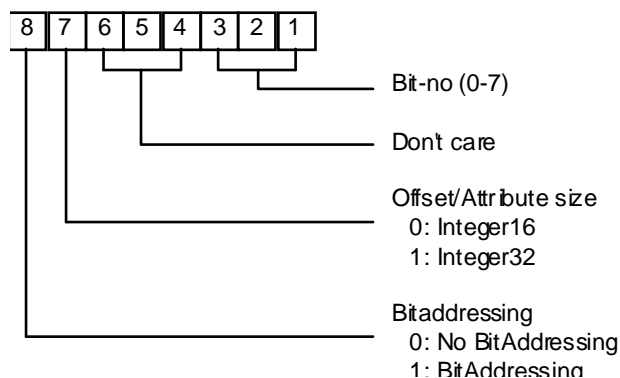 8 7 6 5 4 3 2 1
Bit-no (0-7)
Don't care
Offset/Attribute size
0: Integer16
1: Integer32
Bitaddressing
0: No BitAddressing
1: BitAddressing